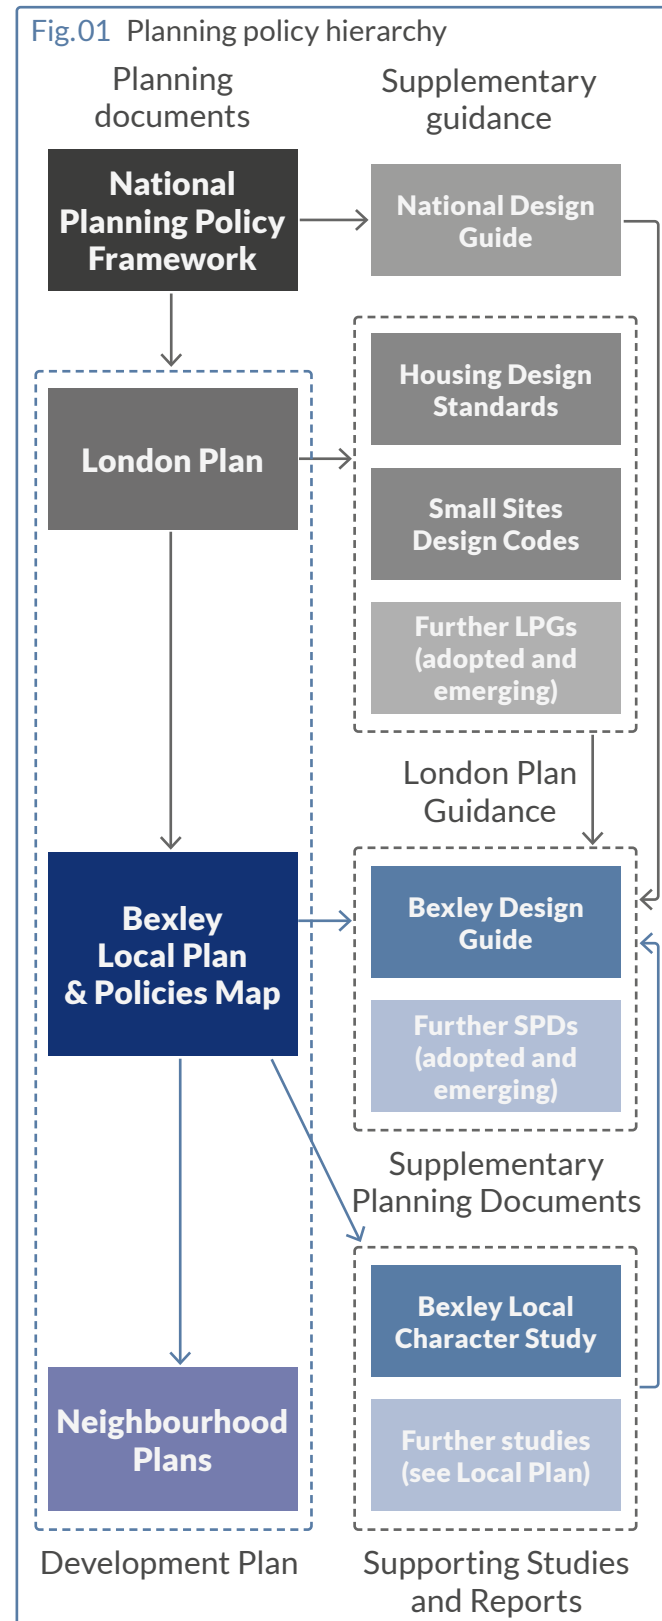 Fig.01 Planning policy hierarchy
Planning
documents
Supplementary
guidance
National
Planning Policy
Framework
National Design
Guide
Housing Design
Standards
London Plan
Small Sites
Design Codes
Further LPGs
(adopted and
emerging)
London Plan
Guidance
Bexley
Local Plan
& Policies Map
Bexley Design
Guide
Further SPDs
(adopted and
emerging)
Supplementary
Planning Documents
Bexley Local
Character Study
Neighbourhood
Plans
Further studies
(see Local Plan)
Development Plan
Supporting Studies
and Reports